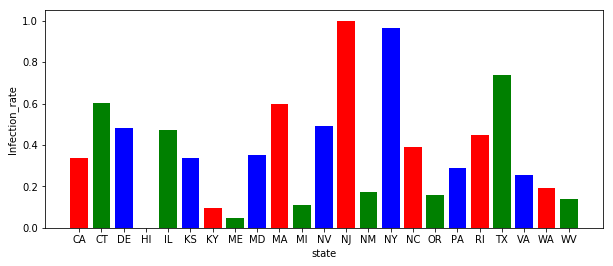 Infection_rate
1.0
0.8
0.6
0.4
0.2
0.0
CA CT DE HI IL KS KY ME MD MA MI NV NJ NM NY NC OR PA RI TX VA WA WV
state